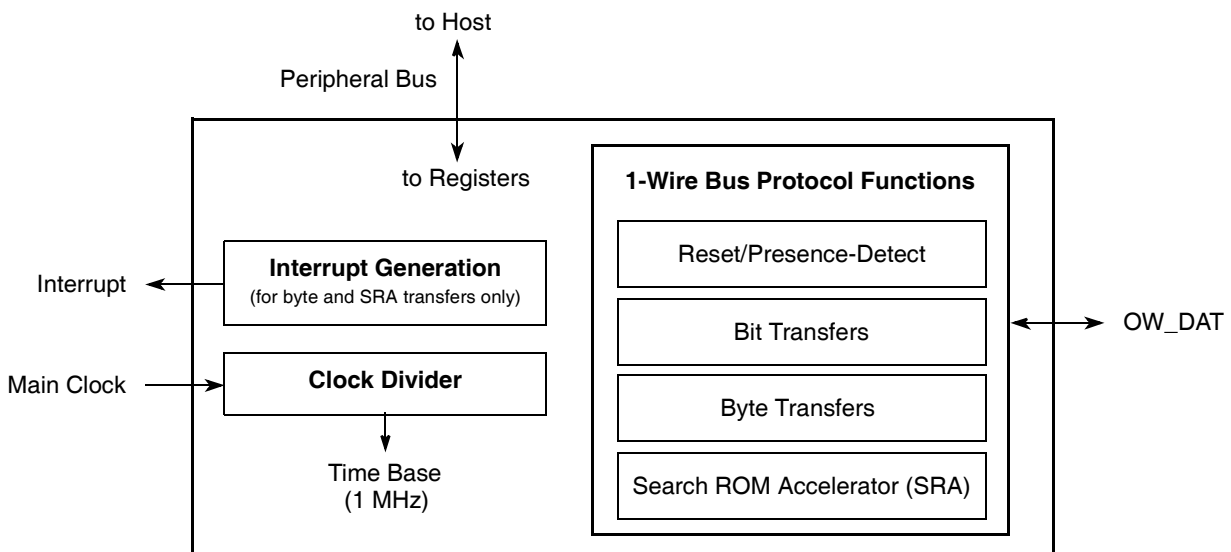 to Host
Peripheral Bus
to Registers
1-Wire Bus Protocol Functions
Reset/Presence-Detect
Interrupt
Interrupt Generation
(for byte and SRA transfers only)
Bit Transfers
OW_DAT
Main Clock
Clock Divider
Byte Transfers
Time Base
(1 MHz)
Search ROM Accelerator (SRA)